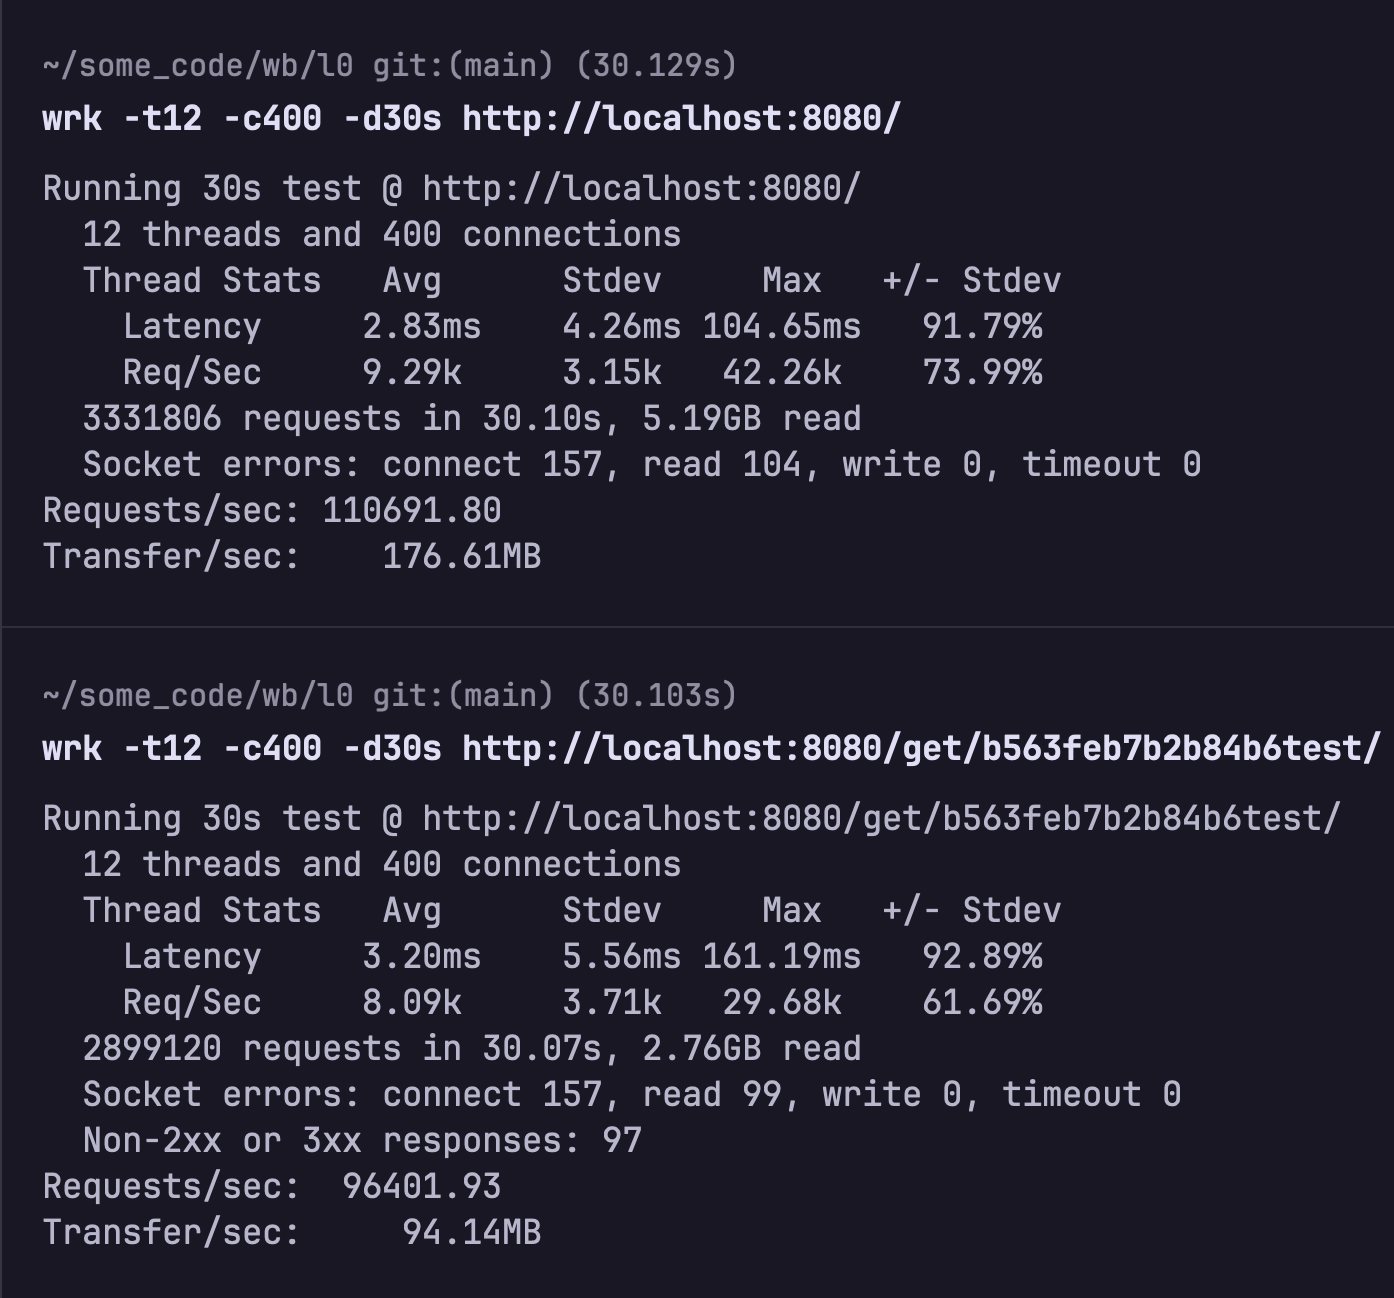 ~/some_code/wb/l0 git:(main) (30.129s)
wrk -t12 -c400 -d30s http://localhost:8080/
Running 30s test @ http://localhost:8080/
  12 threads and 400 connections
  Thread Stats   Avg      Stdev     Max   +/- Stdev
    Latency     2.83ms    4.26ms 104.65ms   91.79%
    Req/Sec     9.29k     3.15k   42.26k    73.99%
  3331806 requests in 30.10s, 5.19GB read
  Socket errors: connect 157, read 104, write 0, timeout 0
Requests/sec: 110691.80
Transfer/sec:    176.61MB
~/some_code/wb/l0 git:(main) (30.103s)
wrk -t12 -c400 -d30s http://localhost:8080/get/b563feb7b2b84b6test/
Running 30s test @ http://localhost:8080/get/b563feb7b2b84b6test/
  12 threads and 400 connections
  Thread Stats   Avg      Stdev     Max   +/- Stdev
    Latency     3.20ms    5.56ms 161.19ms   92.89%
    Req/Sec     8.09k     3.71k   29.68k    61.69%
  2899120 requests in 30.07s, 2.76GB read
  Socket errors: connect 157, read 99, write 0, timeout 0
  Non-2xx or 3xx responses: 97
Requests/sec:  96401.93
Transfer/sec:     94.14MB